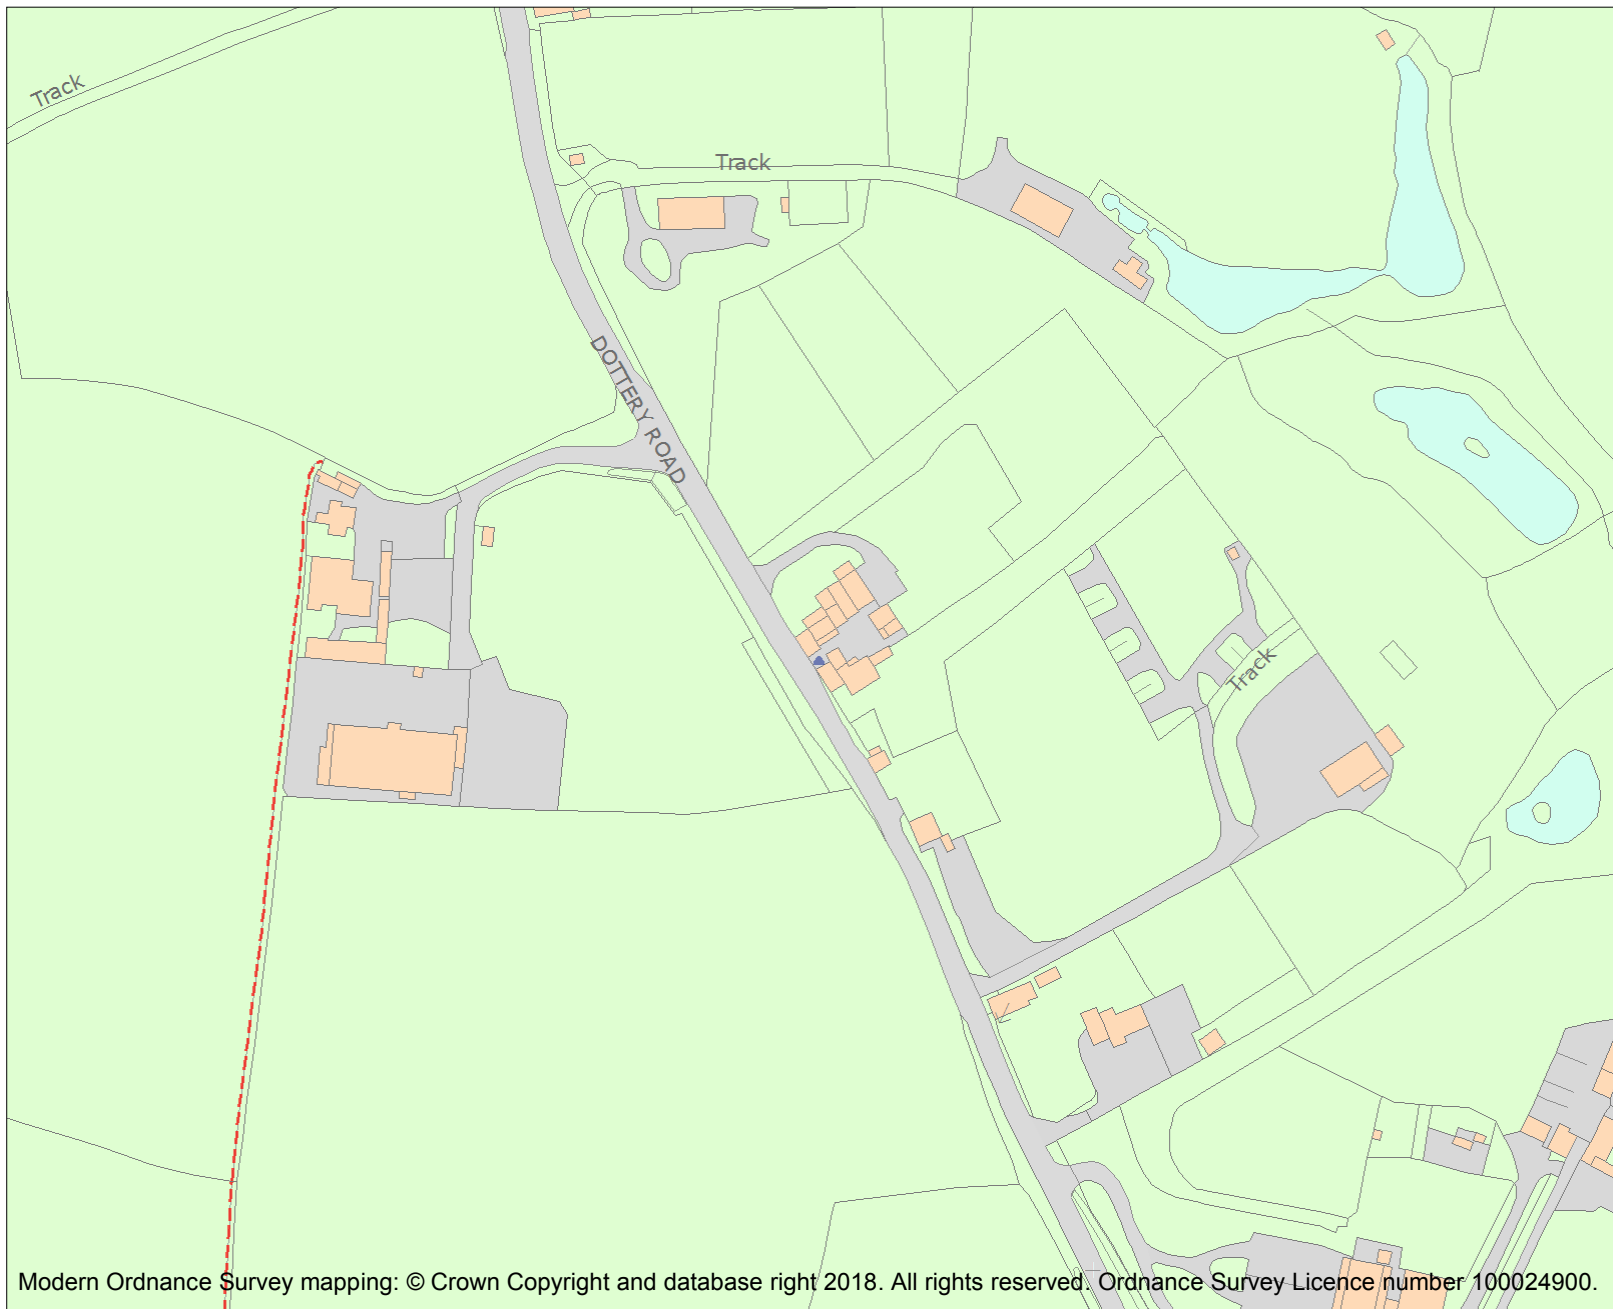 Track
Track
DOTTERY ROAD
Track
Modern Ordnance Survey mapping: © Crown Copyright and database right 2018. All rights reserved. Ordnance Survey Licence number 100024900.